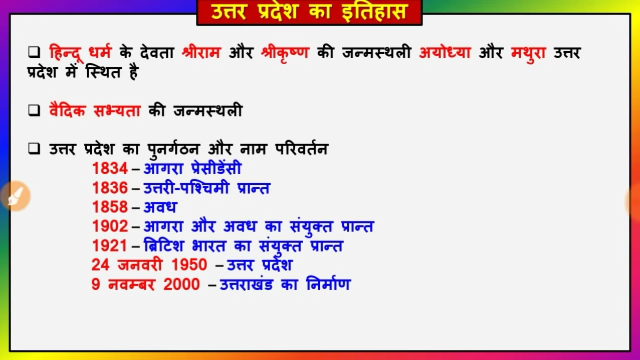 उत्तर प्रदेश का इतिहास
❑ हिन्दू धर्म के देवता श्रीराम और श्रीकृष्ण की जन्मस्थली अयोध्या और मथुरा उत्तर
प्रदेश में स्थित है
❑ वैदिक सभ्यता की जन्मस्थली
❑ उत्तर प्रदेश का पुनर्गठन और नाम परिवर्तन
1834 – आगरा प्रेसीडेंसी
1836 – उत्तरी-पश्चिमी प्रान्त
1858 – अवध
1902 – आगरा और अवध का संयुक्त प्रान्त
1921 – ब्रिटिश भारत का संयुक्त प्रान्त
24 जनवरी 1950 – उत्तर प्रदेश
9 नवम्बर 2000 – उत्तराखंड का निर्माण